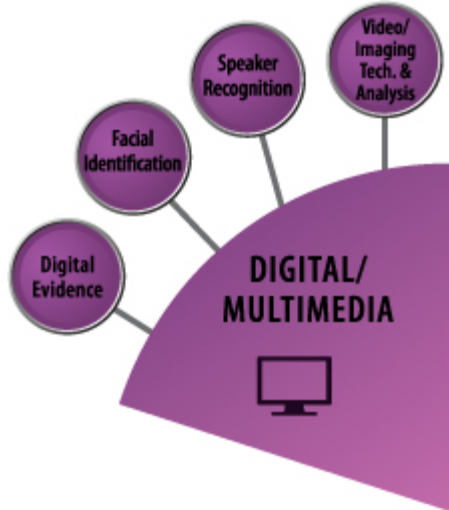 Video/
Imaging
Tech. &
Analysis
Speaker
Recognition
Facial
Identification
Digital
Evidence
DIGITAL/
MULTIMEDIA